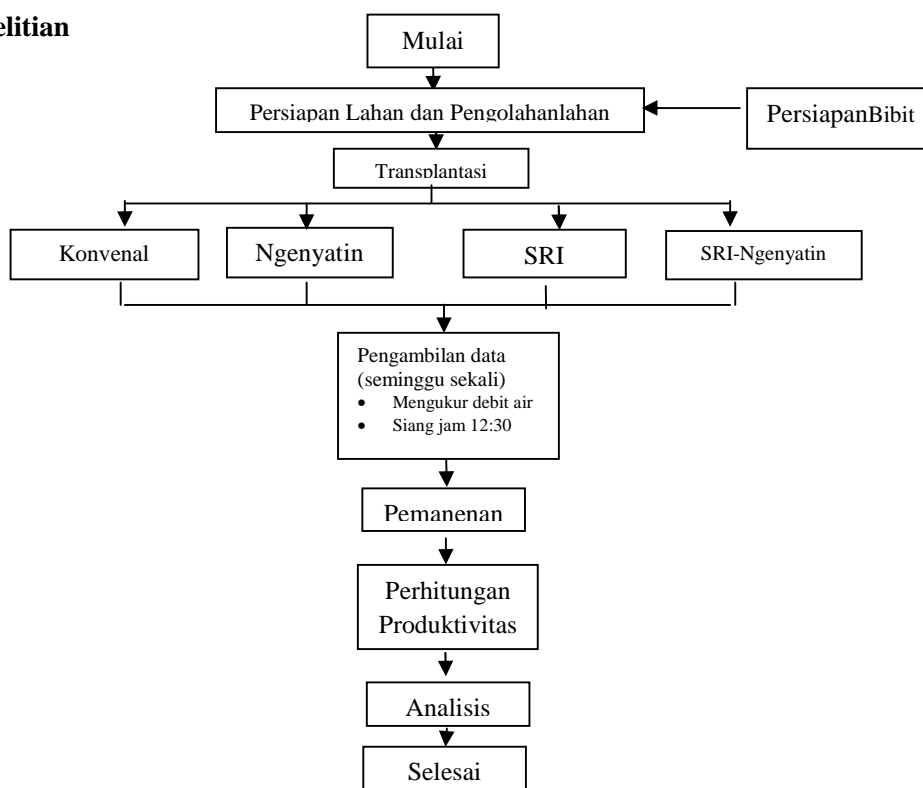 elitian
Mulai
Persiapan Lahan dan Pengolahanlahan
PersiapanBibit
Transplantasi
Konvenal
Ngenyatin
SRI
SRI-Ngenyatin
Pengambilan data
(seminggu sekali)
• Mengukur debit air
• Siang jam 12:30
Pemanenan
Perhitungan
Produktivitas
Analisis
Selesai